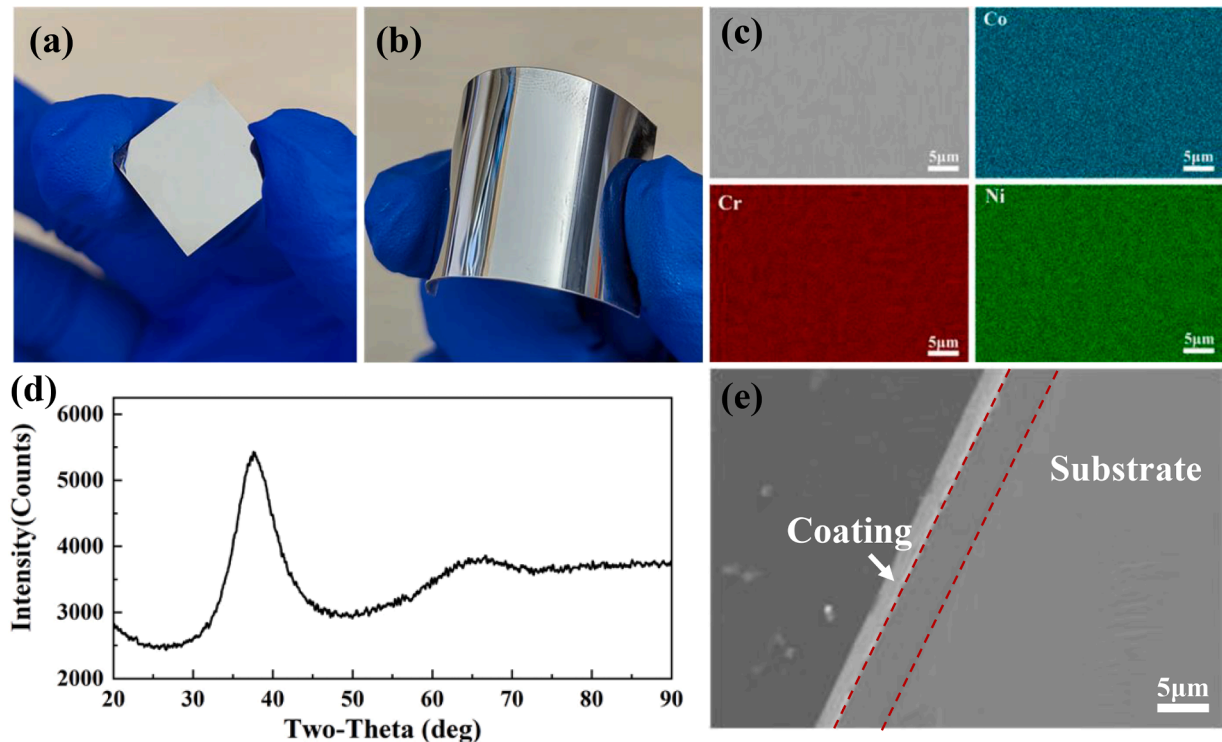 (a)
(b)
(c)
5μm
Co
5μm
Cr
5μm
Ni
5μm
(d)
6000
5000
4000
3000
2000
Intensity(Counts)
20 30 40 50 60 70 80 90
Two-Theta (deg)
(e)
Substrate
Coating
5μm